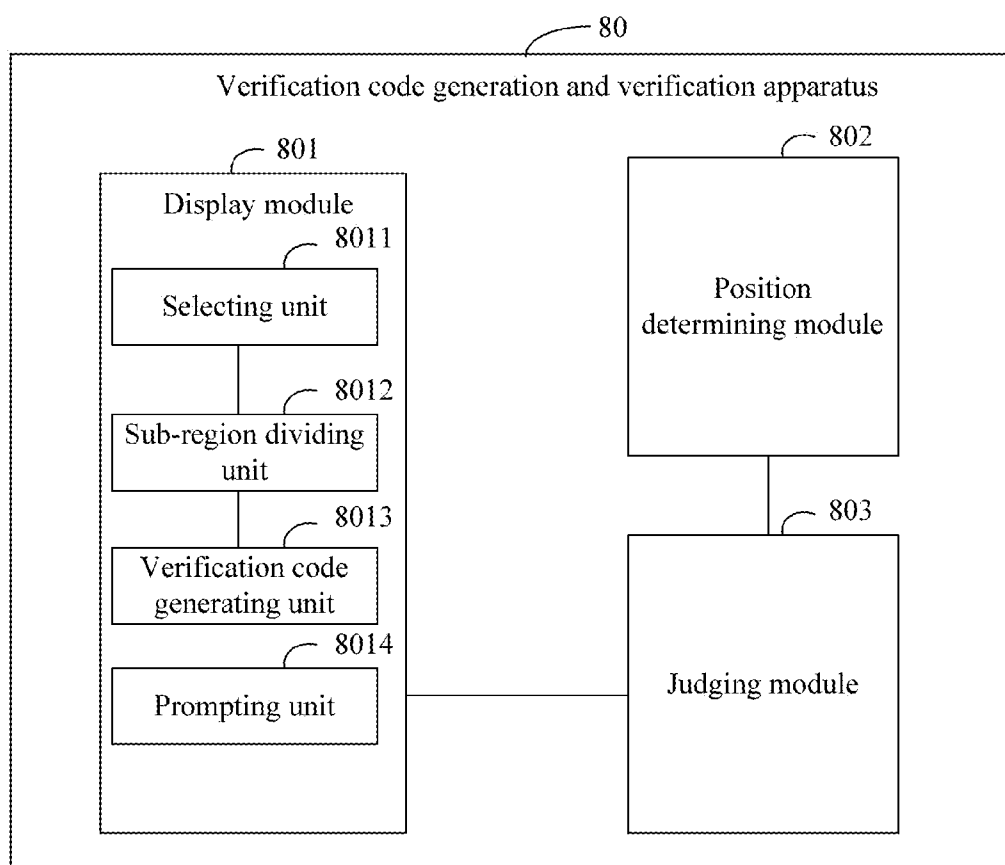 80
Verification code generation and verification apparatus
801
Display module
8011
Selecting unit
8012
Sub-region dividing
unit
8013
Verification code
generating unit
8014
Prompting unit
802
Position
determining module
803
Judging module